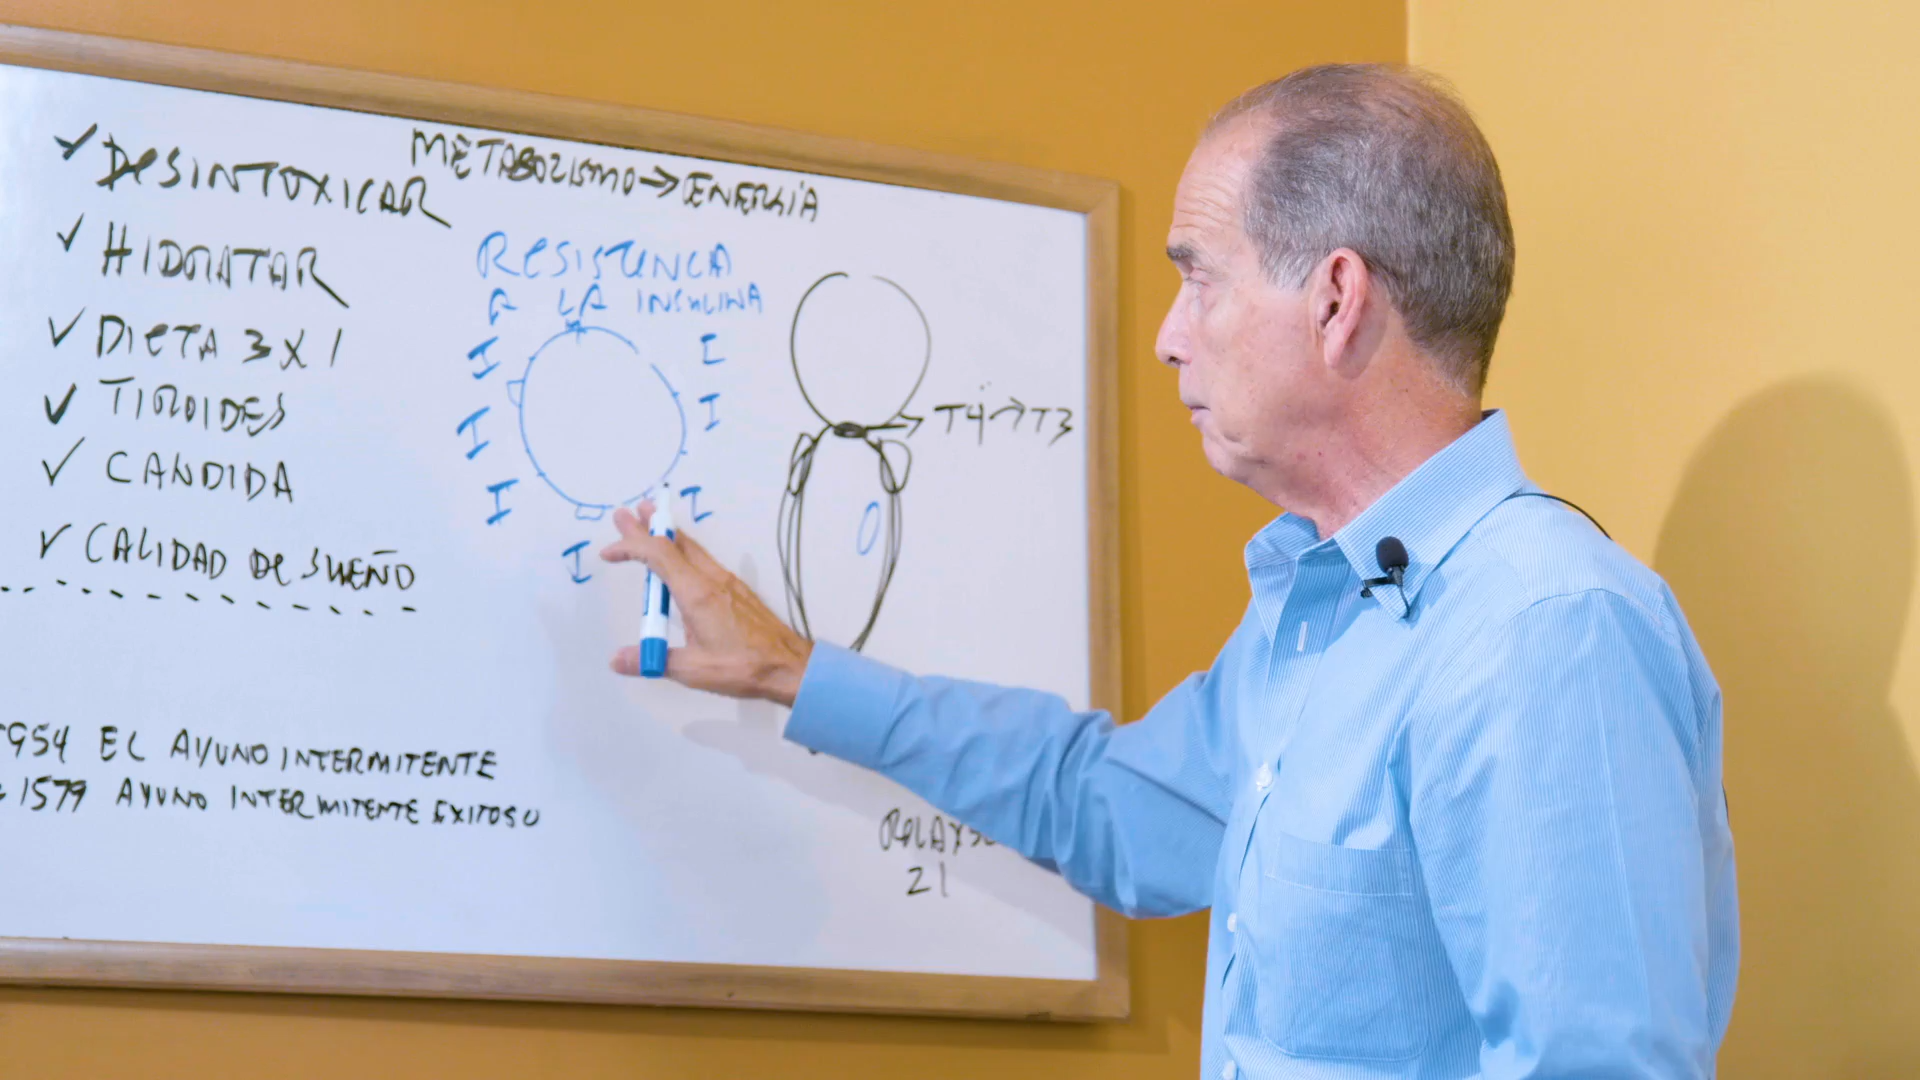 ✓ DESINTOXICAR
✓ HIDRATAR
✓ DIETA 3X1
✓ TIROIDES
✓ CANDIDA
✓ CALIDAD DE SUEÑO
METABOLISMO → ENERGÍA
RESISTENCIA
A LA INSULINA
I I
I I
I I
I
T4 → T3
954 EL AYUNO INTERMITENTE
1579 AYUNO INTERMITENTE EXITOSO
21